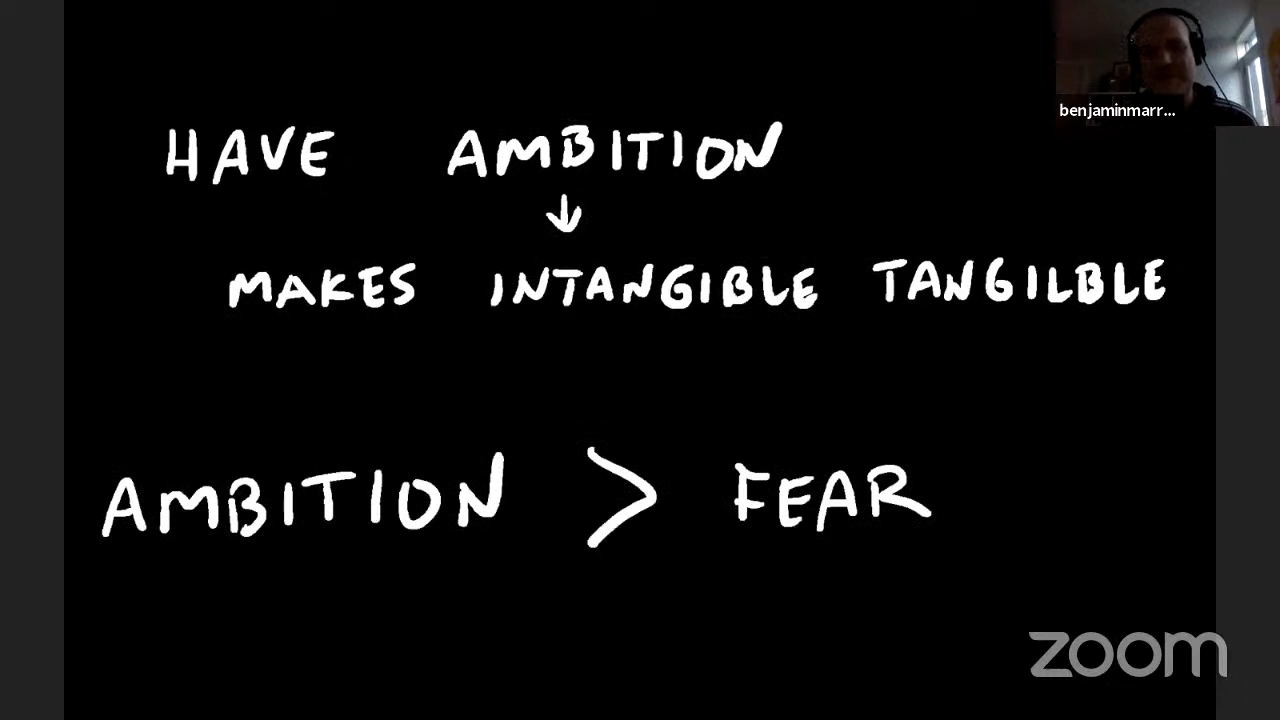 benjaminmarr...
HAVE AMBITION
↓
MAKES INTANGIBLE TANGILBLE
AMBITION > FEAR
zoom